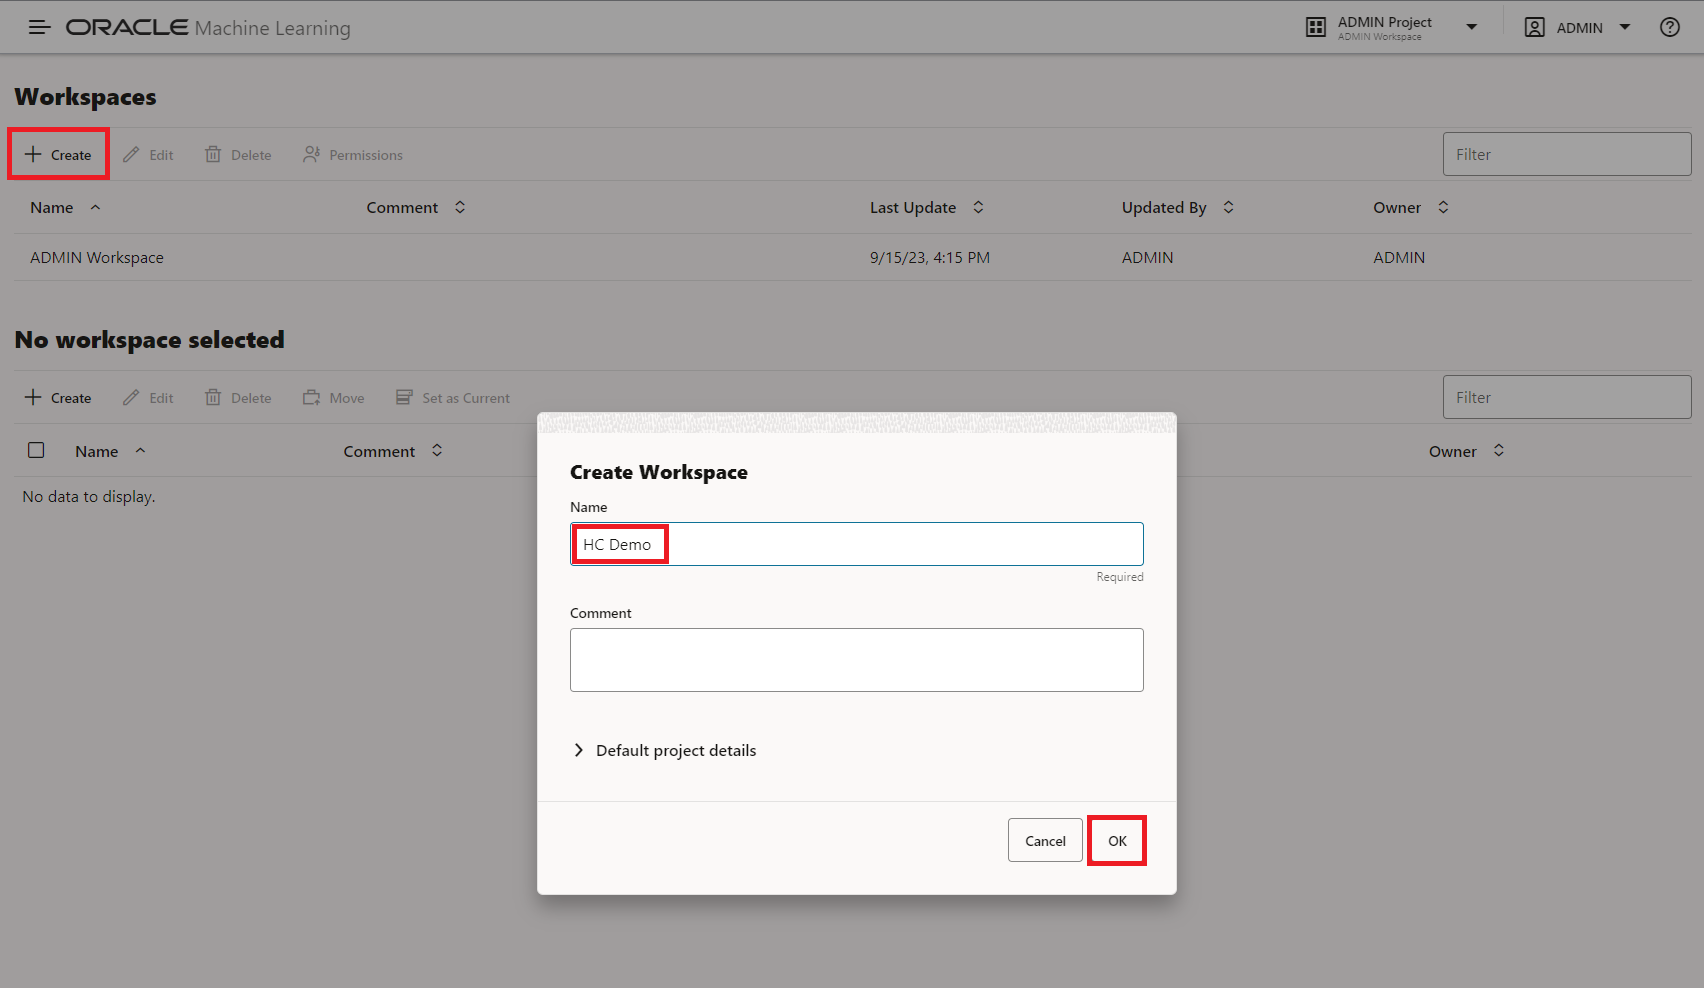 ORACLE Machine Learning
ADMIN Project
ADMIN Workspace
ADMIN
Workspaces
Create Edit Delete Permissions Filter
Name Comment Last Update Updated By Owner
ADMIN Workspace 9/15/23, 4:15 PM ADMIN ADMIN
No workspace selected
Create Edit Delete Move Set as Current Filter
Name Comment Owner
No data to display.
Create Workspace
Name
HC Demo
Required
Comment
Default project details
Cancel OK